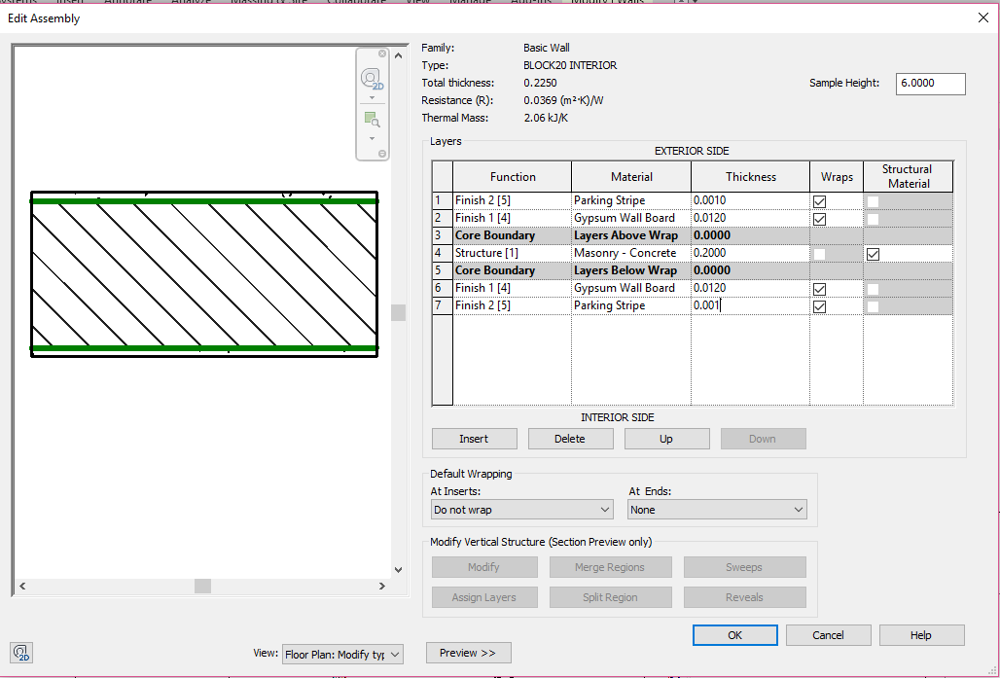 Edit Assembly
Family: Basic Wall
Type: BLOCK20 INTERIOR
Total thickness: 0.2250
Resistance (R): 0.0369 (m²·K)/W
Thermal Mass: 2.06 kJ/K
Sample Height: 6.0000
2D
Layers
EXTERIOR SIDE
Function Material Thickness Wraps Structural Material
1 Finish 2 [5] Parking Stripe 0.0010
2 Finish 1 [4] Gypsum Wall Board 0.0120
3 Core Boundary Layers Above Wrap 0.0000
4 Structure [1] Masonry - Concrete 0.2000
5 Core Boundary Layers Below Wrap 0.0000
6 Finish 1 [4] Gypsum Wall Board 0.0120
7 Finish 2 [5] Parking Stripe 0.001
INTERIOR SIDE
Insert Delete Up Down
Default Wrapping
At Inserts: At Ends:
Do not wrap None
Modify Vertical Structure (Section Preview only)
Modify Merge Regions Sweeps
Assign Layers Split Region Reveals
OK Cancel Help
2D View: Floor Plan: Modify typ Preview >>